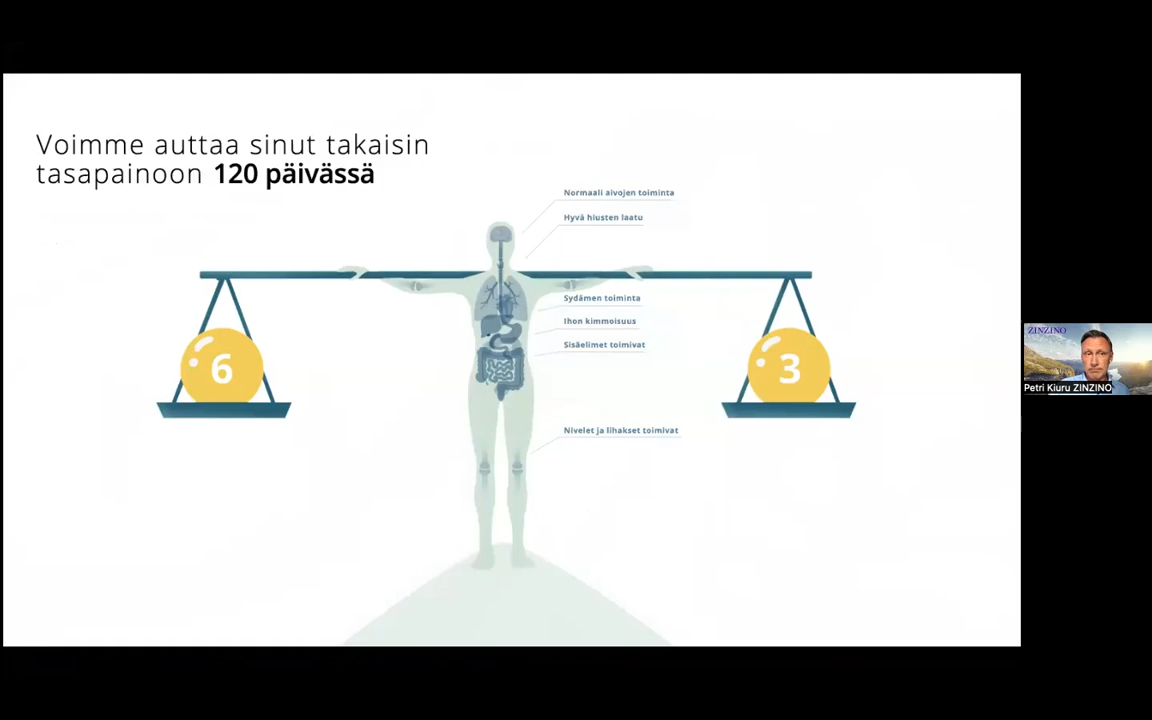 Voimme auttaa sinut takaisin
tasapainoon 120 päivässä
Normaali aivojen toiminta
Hyvä hiusten laatu
6
3
Sydämen toiminta
Ihon kimmoisuus
Sisäelimet toimivat
Nivelet ja lihakset toimivat
ZINZINO
Petri Kiuru ZINZINO